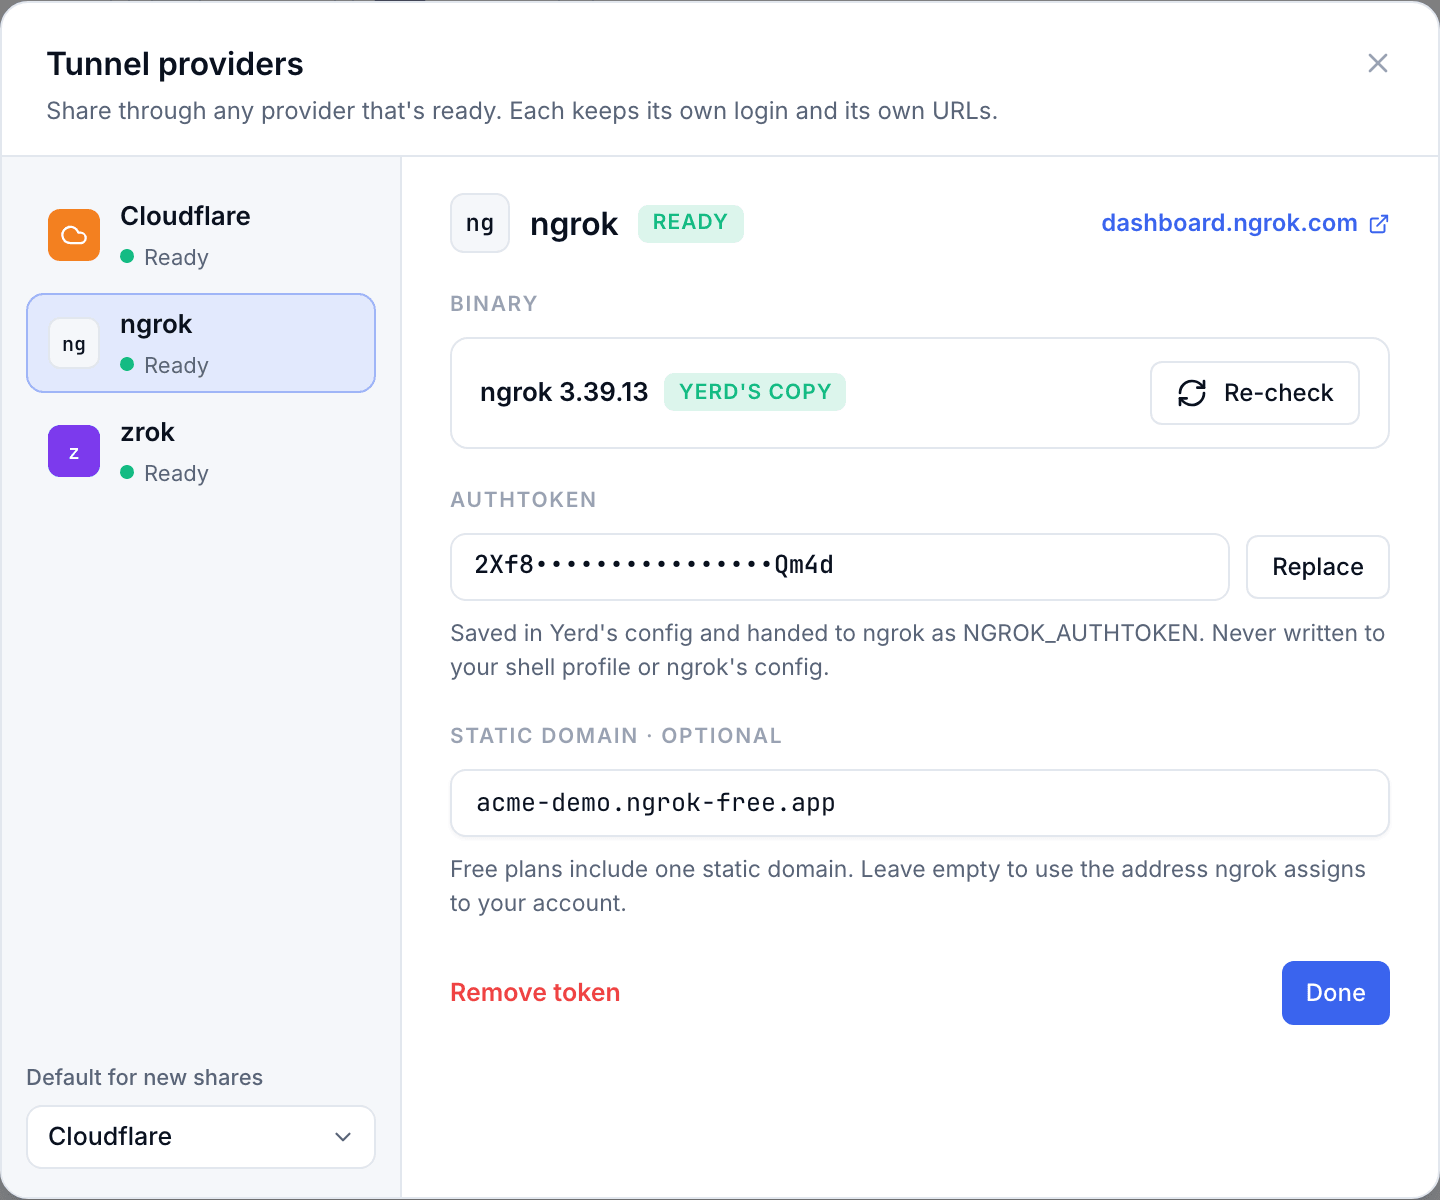 Tunnel providers
Share through any provider that's ready. Each keeps its own login and its own URLs.
Cloudflare
Ready
ng
ngrok
Ready
z
zrok
Ready
Default for new shares
Cloudflare
ng
ngrok
READY
dashboard.ngrok.com
BINARY
ngrok 3.39.13
YERD'S COPY
Re-check
AUTHTOKEN
2Xf8••••••••••••••••Qm4d
Replace
Saved in Yerd's config and handed to ngrok as NGROK_AUTHTOKEN. Never written to
your shell profile or ngrok's config.
STATIC DOMAIN · OPTIONAL
acme-demo.ngrok-free.app
Free plans include one static domain. Leave empty to use the address ngrok assigns
to your account.
Remove token
Done